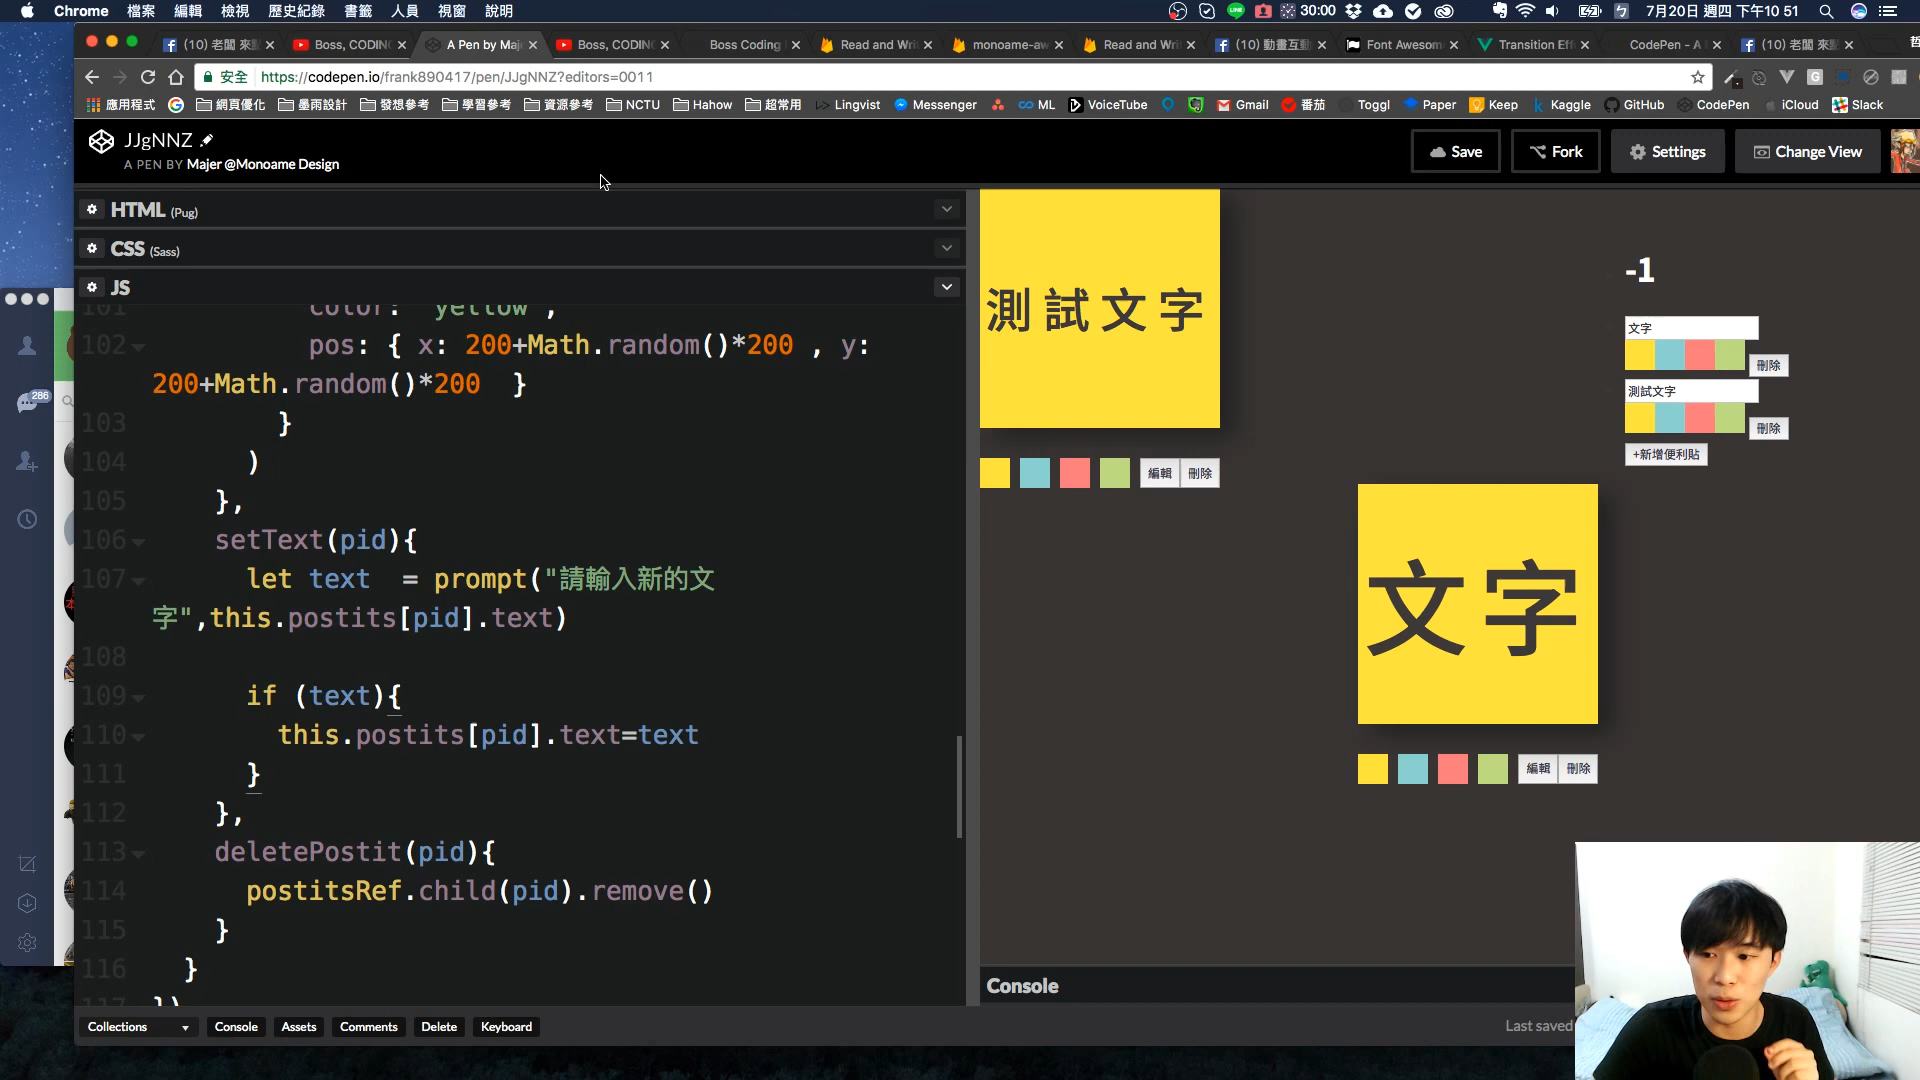 Chrome 檔案 編輯 檢視 歷史紀錄 書籤 人員 視窗 說明
30:00 7月20日 週四 下午10 51
(10) 老闆 來
Boss, CODIN
A Pen by Maj
Boss, CODIN
Boss Coding
Read and Wri
monoame-aw
Read and Wri
(10) 動畫互動
Font Awesom
Transition Eff
CodePen - A
(10) 老闆 來
安全 https://codepen.io/frank890417/pen/JJgNNZ?editors=0011
應用程式 網頁優化 墨雨設計 發想參考 學習參考 資源參考 NCTU Hahow 超常用 Lingvist Messenger ML VoiceTube Gmail 番茄 Toggl Paper Keep Kaggle GitHub CodePen iCloud Slack
JJgNNZ
A PEN BY Majer @Monoame Design
Save Fork Settings Change View
HTML (Pug)
CSS (Sass)
JS
101 color: "yellow",
102 pos: { x: 200+Math.random()*200 , y:
200+Math.random()*200 }
103 }
104 )
105 },
106 setText(pid){
107 let text = prompt("請輸入新的文
字",this.postits[pid].text)
108
109 if (text){
110 this.postits[pid].text=text
111 }
112 },
113 deletePostit(pid){
114 postitsRef.child(pid).remove()
115 }
116 }
117 })
286
測試文字
編輯 刪除
文字
編輯 刪除
-1
文字
刪除
測試文字
刪除
+新增便利貼
Console
Collections Console Assets Comments Delete Keyboard
Last saved